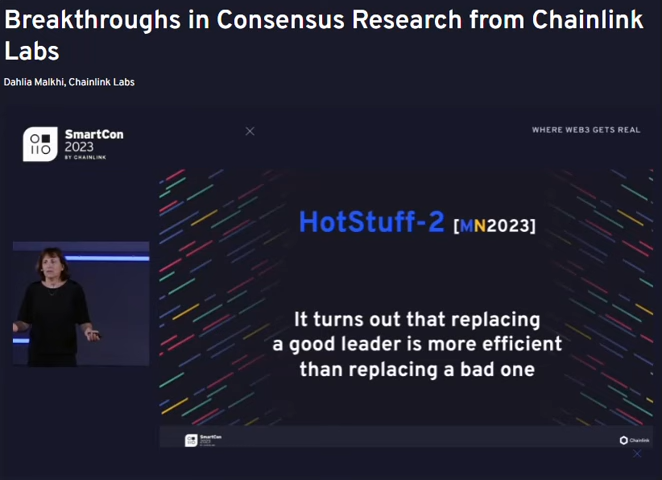 Breakthroughs in Consensus Research from Chainlink
Labs
Dahlia Malkhi, Chainlink Labs
SmartCon
2023
BY CHAINLINK
WHERE WEB3 GETS REAL
HotStuff-2 [MN2023]
It turns out that replacing
a good leader is more efficient
than replacing a bad one
SmartCon
2023
Chainlink